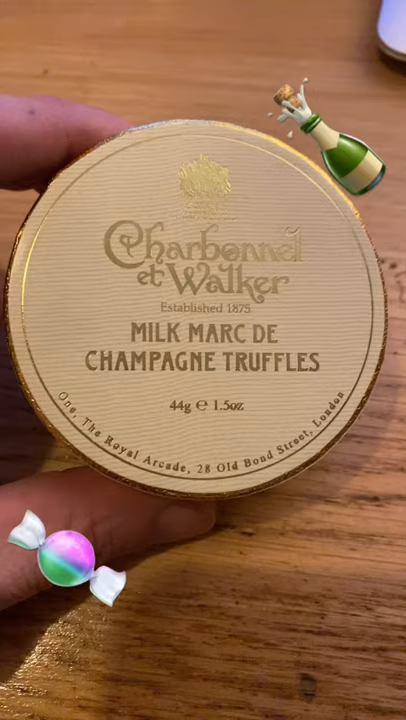 Charbonnel
et Walker
Established 1875
MILK MARC DE
CHAMPAGNE TRUFFLES
44g ℮ 1.5oz
One, The Royal Arcade, 28 Old Bond Street, London